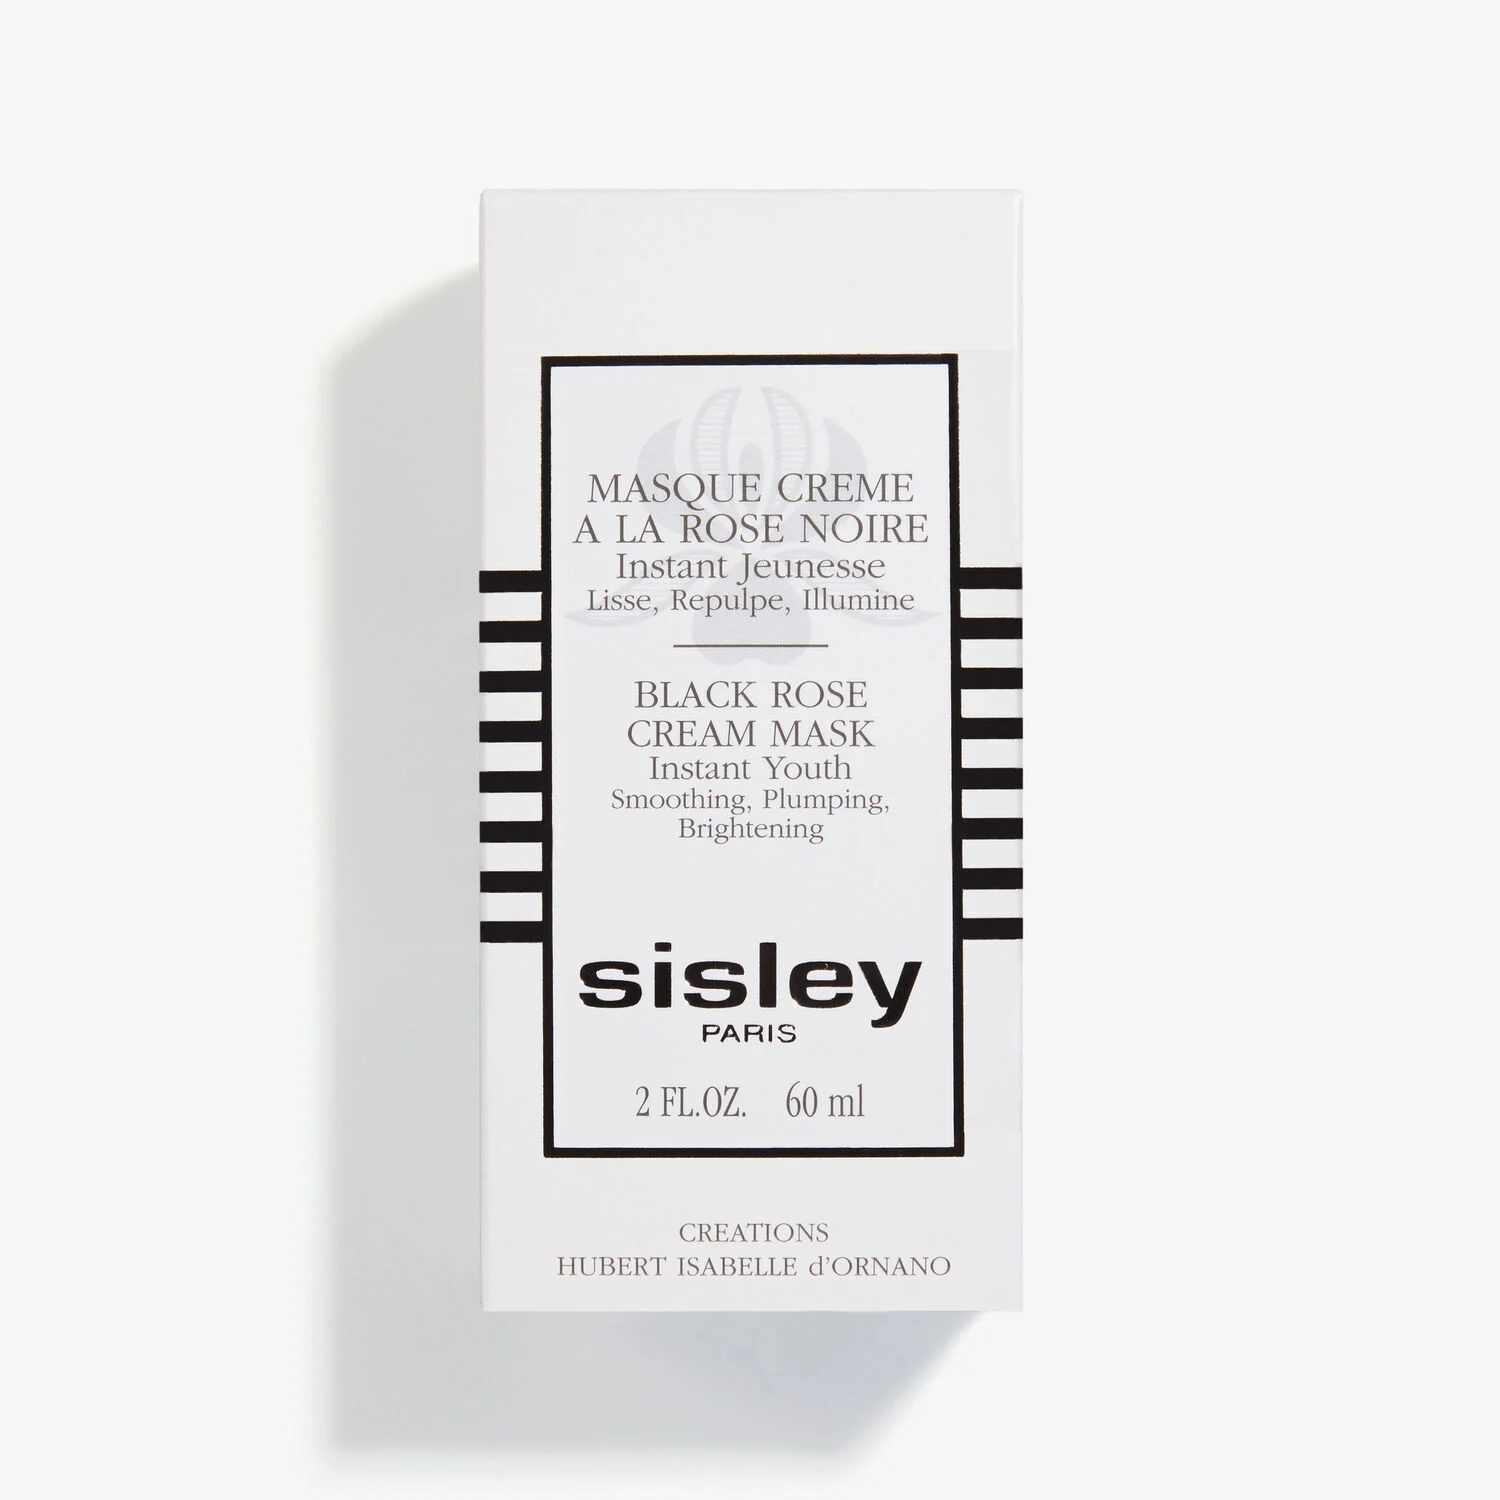 MASQUE CREME
A LA ROSE NOIRE
Instant Jeunesse
Lisse, Repulpe, Illumine
BLACK ROSE
CREAM MASK
Instant Youth
Smoothing, Plumping,
Brightening
sisley
PARIS
2 FL.OZ. 60 ml
CREATIONS
HUBERT ISABELLE d'ORNANO